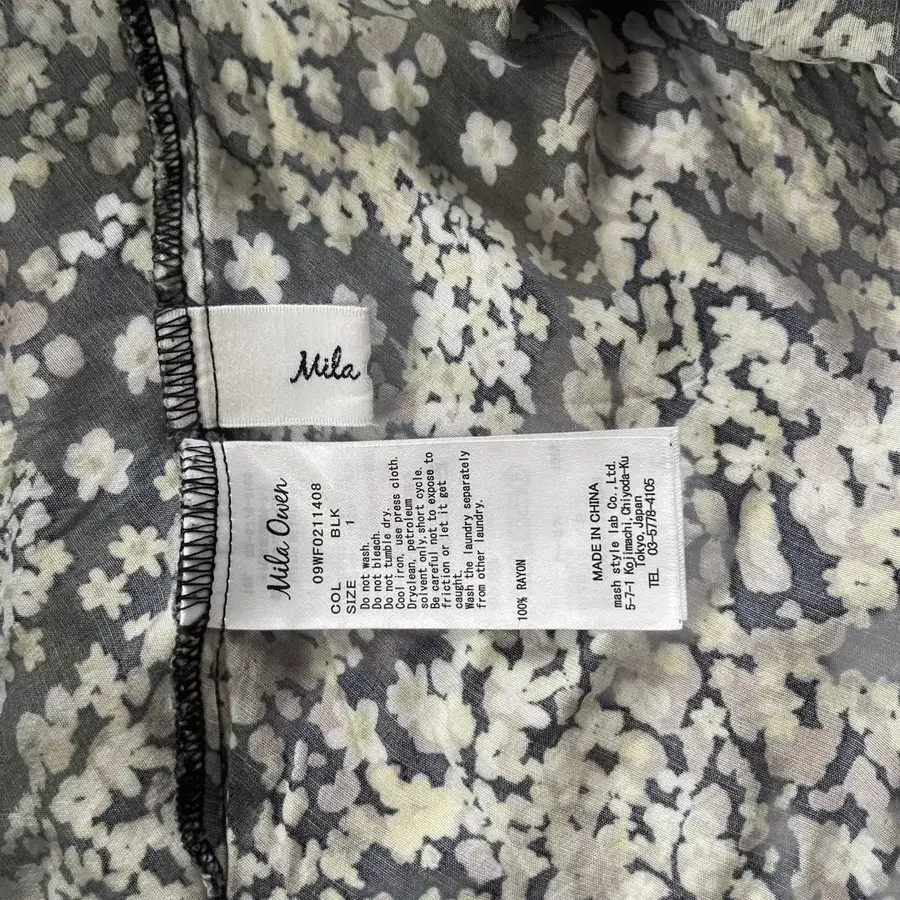 Mila
Mila Owen
09WF0211408
COL BLK
SIZE 1
Do not wash.
Do not bleach.
Do not tumble dry.
Cool iron, use press cloth.
Dryclean, petroleum
solvent only, short cycle.
Be careful not to expose to
friction or let it get
caught.
Wash the laundry separately
from other laundry.
100% RAYON
MADE IN CHINA
mash style lab Co. Ltd.
5-7-1 Kojimachi, Chiyoda-Ku
Tokyo, Japan
TEL 03-5778-4105